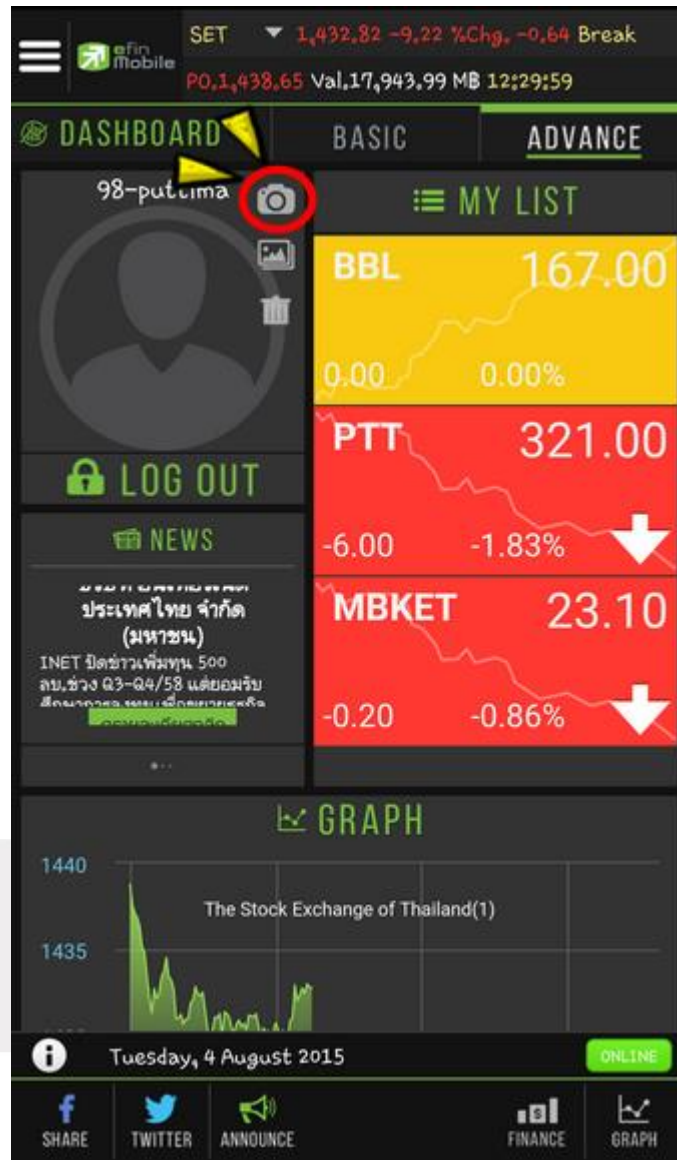 efin Mobile
SET 1,432.82 -9.22 %Chg. -0.64 Break
PO.1,438.65 Val.17,943.99 MB 12:29:59
DASHBOARD BASIC ADVANCE
98-puttima
MY LIST
BBL 167.00
0.00 0.00%
PTT 321.00
-6.00 -1.83%
MBKET 23.10
-0.20 -0.86%
LOG OUT
NEWS
ประเทศไทย จำกัด
(มหาชน)
INET ปิดข่าวเพิ่มทุน 500
ลบ.ช่วง Q3-Q4/58 แต่ยอมรับ
GRAPH
1440
The Stock Exchange of Thailand(1)
1435
Tuesday, 4 August 2015 ONLINE
SHARE TWITTER ANNOUNCE FINANCE GRAPH